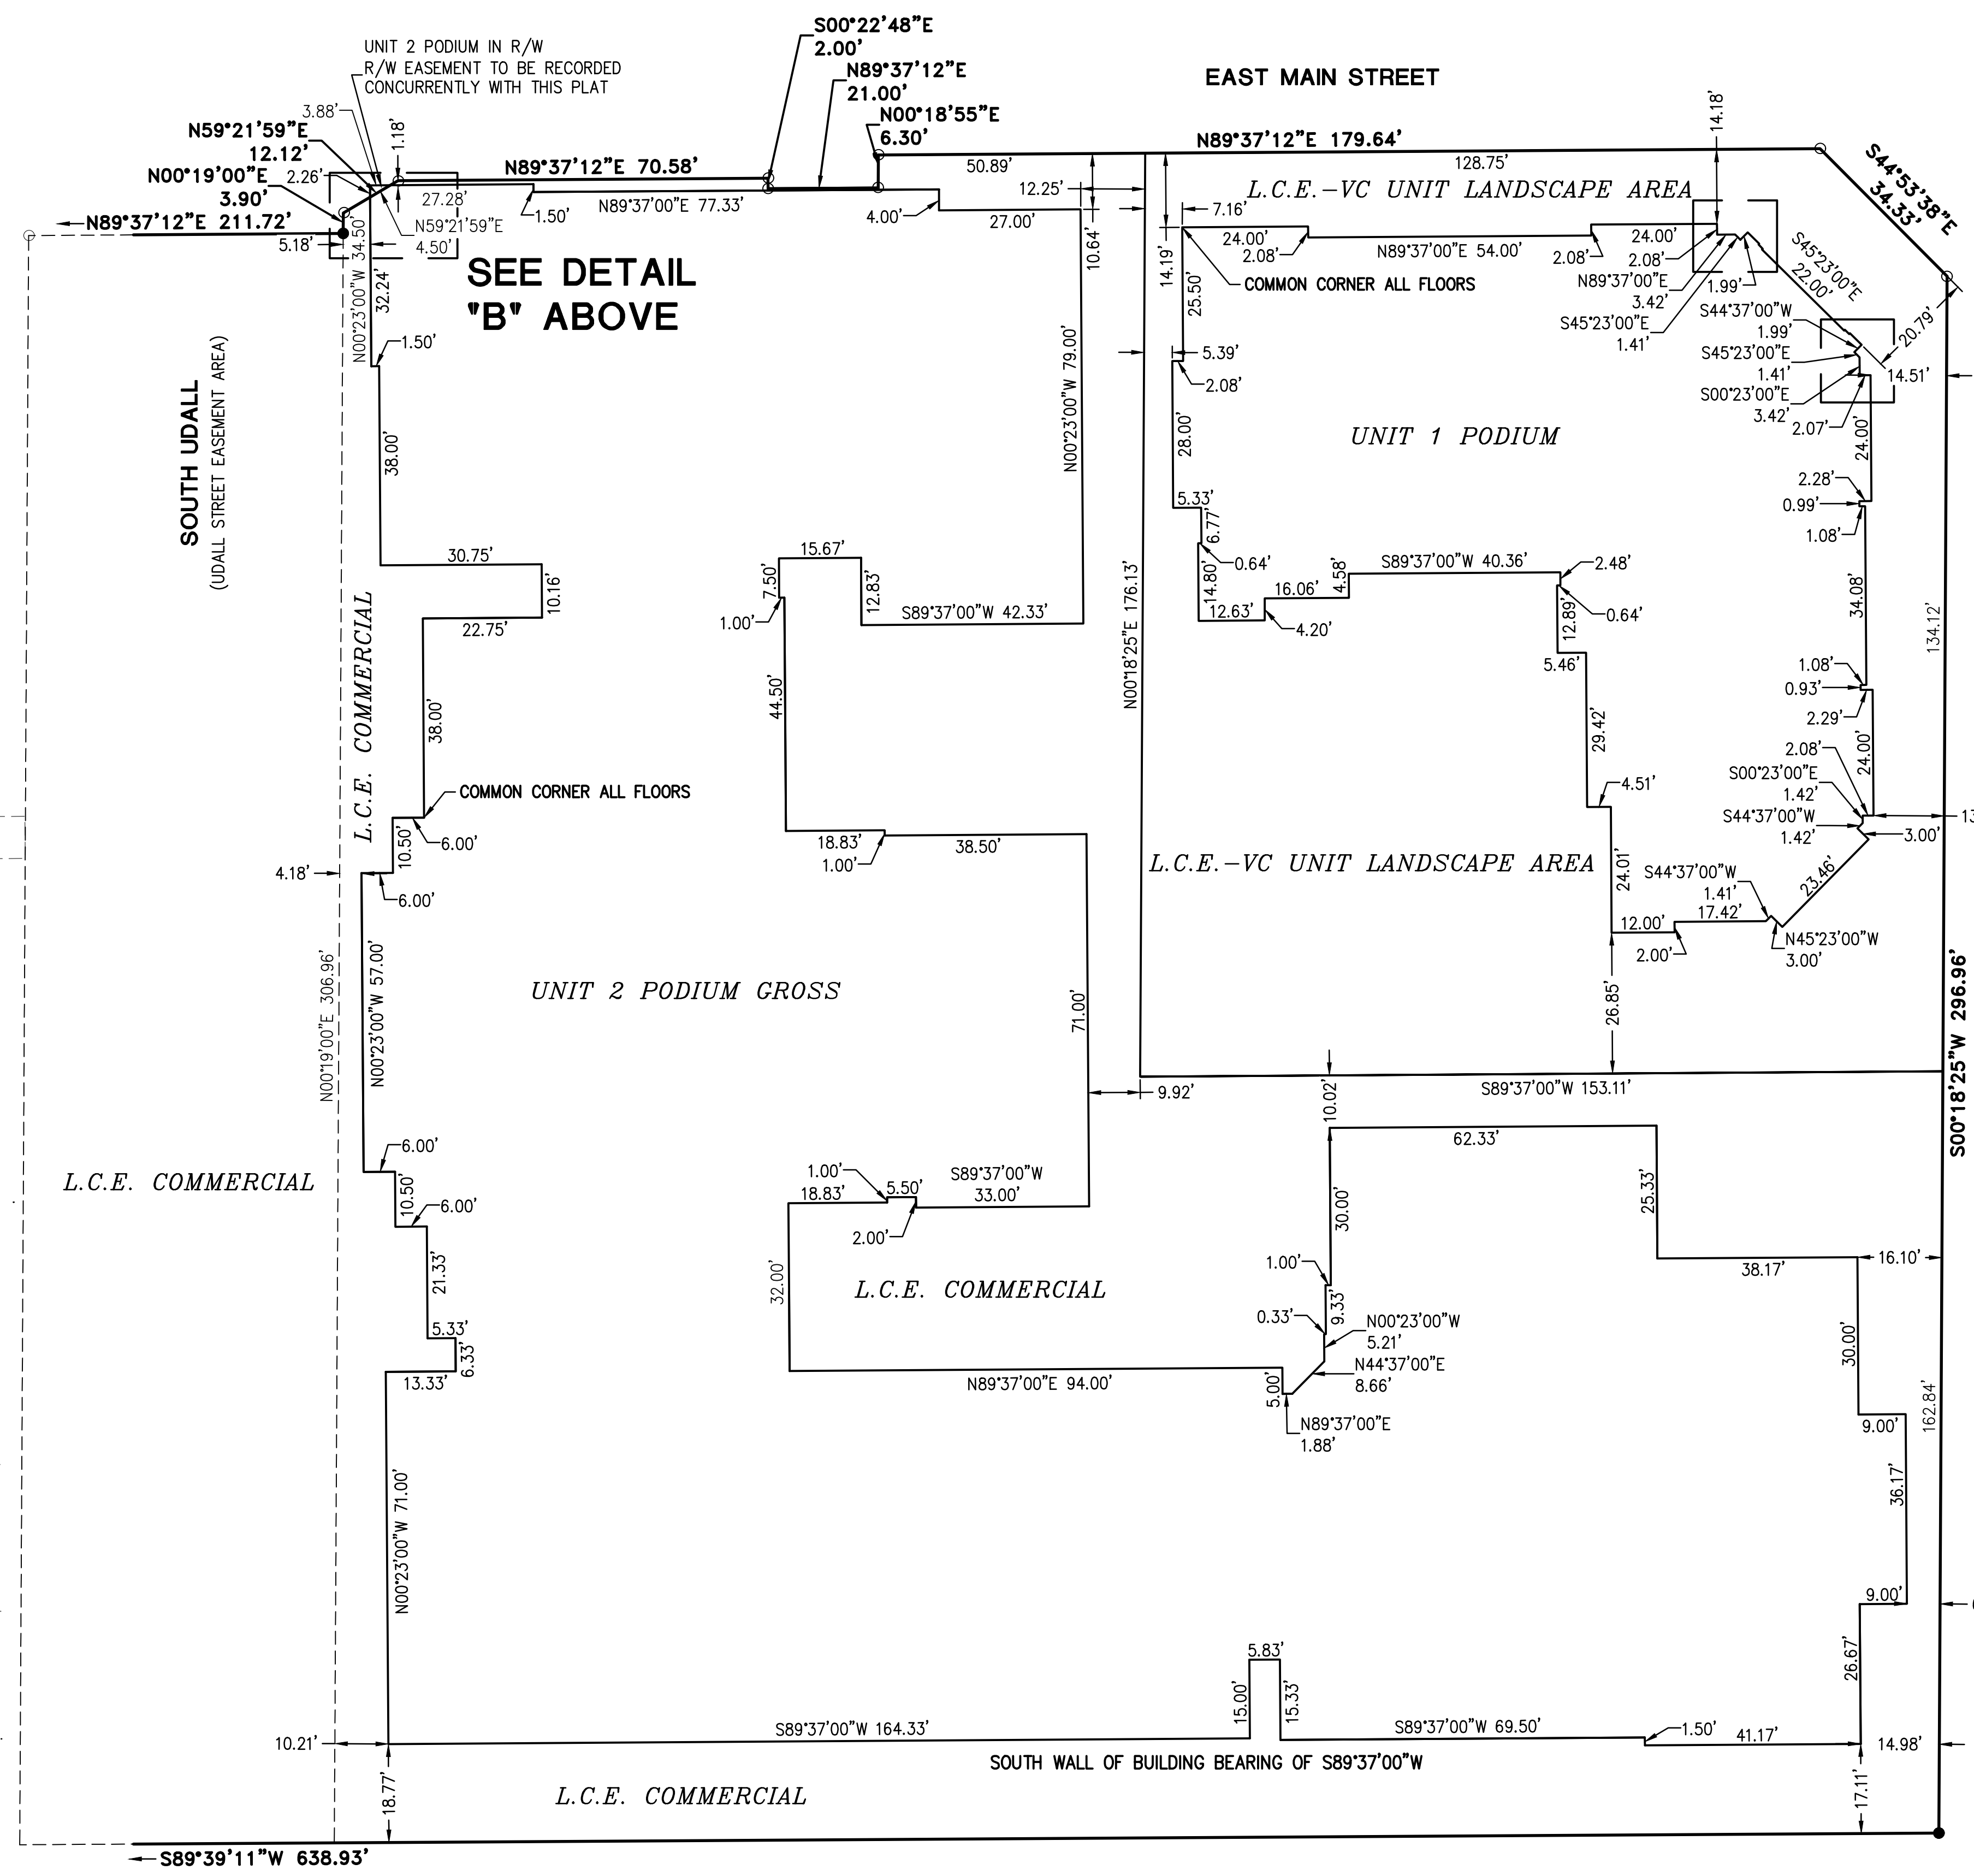 S00°22'48"E
2.00'
UNIT 2 PODIUM IN R/W
R/W EASEMENT TO BE RECORDED
CONCURRENTLY WITH THIS PLAT
N89°37'12"E
21.00'
EAST MAIN STREET
3.88'
1.18'
N00°18'55"E
6.30'
14.18'
N59°21'59"E
12.12'
N89°37'12"E 179.64'
N00°19'00"E
3.90'
2.26'
N89°37'12"E 70.58'
50.89'
128.75'
S44°53'38"E
34.33'
27.28'
1.50'
N89°37'00"E 77.33'
12.25'
L.C.E.-VC UNIT LANDSCAPE AREA
N89°37'12"E 211.72'
5.18'
N59°21'59"E
4.50'
4.00'
27.00'
7.16'
24.00'
2.08'
N89°37'00"E 54.00'
24.00'
2.08'
2.08'
N89°37'00"E
3.42'
1.99'
S45°23'00"E
22.00'
S45°23'00"E
1.41'
N00°23'00"W 34.50'
32.24'
SEE DETAIL
"B" ABOVE
10.64'
14.19'
COMMON CORNER ALL FLOORS
25.50'
S44°37'00"W
1.99'
20.79'
S45°23'00"E
1.41'
S00°23'00"E
3.42'
14.51'
2.07'
1.50'
5.39'
2.08'
SOUTH UDALL
(UDALL STREET EASEMENT AREA)
38.00'
N00°23'00"W 79.00'
28.00'
UNIT 1 PODIUM
24.00'
2.28'
0.99'
1.08'
5.33'
6.77'
0.64'
14.80'
12.63'
16.06'
4.20'
4.58'
S89°37'00"W 40.36'
2.48'
0.64'
12.89'
5.46'
34.08'
134.12'
30.75'
10.16'
22.75'
15.67'
7.50'
12.83'
1.00'
S89°37'00"W 42.33'
N00°18'25"E 176.13'
1.08'
0.93'
2.29'
L.C.E. COMMERCIAL
38.00'
44.50'
29.42'
24.00'
2.08'
4.51'
S00°23'00"E
1.42'
S44°37'00"W
1.42'
3.00'
13
COMMON CORNER ALL FLOORS
10.50'
6.00'
18.83'
1.00'
38.50'
4.18'
6.00'
L.C.E.-VC UNIT LANDSCAPE AREA
24.01'
S44°37'00"W
1.41'
23.46'
12.00'
17.42'
2.00'
N45°23'00"W
3.00'
N00°19'00"E 306.96'
N00°23'00"W 57.00'
UNIT 2 PODIUM GROSS
71.00'
26.85'
S00°18'25"W 296.96'
9.92'
10.02'
S89°37'00"W 153.11'
62.33'
L.C.E. COMMERCIAL
6.00'
10.50'
6.00'
1.00'
18.83'
5.50'
S89°37'00"W
33.00'
2.00'
30.00'
25.33'
21.33'
32.00'
L.C.E. COMMERCIAL
1.00'
9.33'
0.33'
N00°23'00"W
5.21'
N44°37'00"E
8.66'
38.17'
16.10'
5.33'
6.33'
13.33'
N89°37'00"E 94.00'
5.00'
N89°37'00"E
1.88'
30.00'
162.84'
9.00'
36.17'
N00°23'00"W 71.00'
9.00'
26.67'
5.83'
15.00'
15.33'
10.21'
S89°37'00"W 164.33'
S89°37'00"W 69.50'
1.50'
41.17'
14.98'
SOUTH WALL OF BUILDING BEARING OF S89°37'00"W
18.77'
L.C.E. COMMERCIAL
17.11'
S89°39'11"W 638.93'